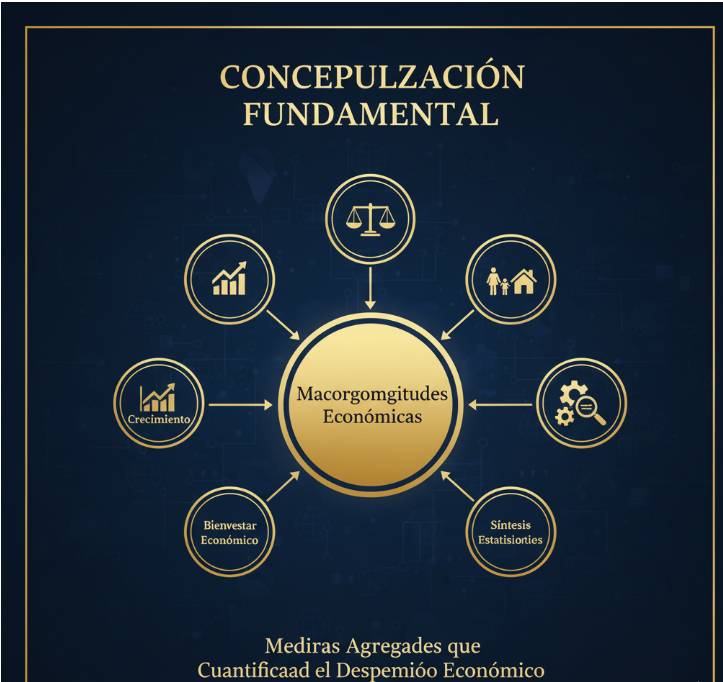 CONCEPULZACIÓN
FUNDAMENTAL
Macorgomgitudes
Económicas
Crecimiento
Bienvestar
Económico
Síntesis
Estatisiorties
Mediras Agregades que
Cuantificaad el Despemióo Económico